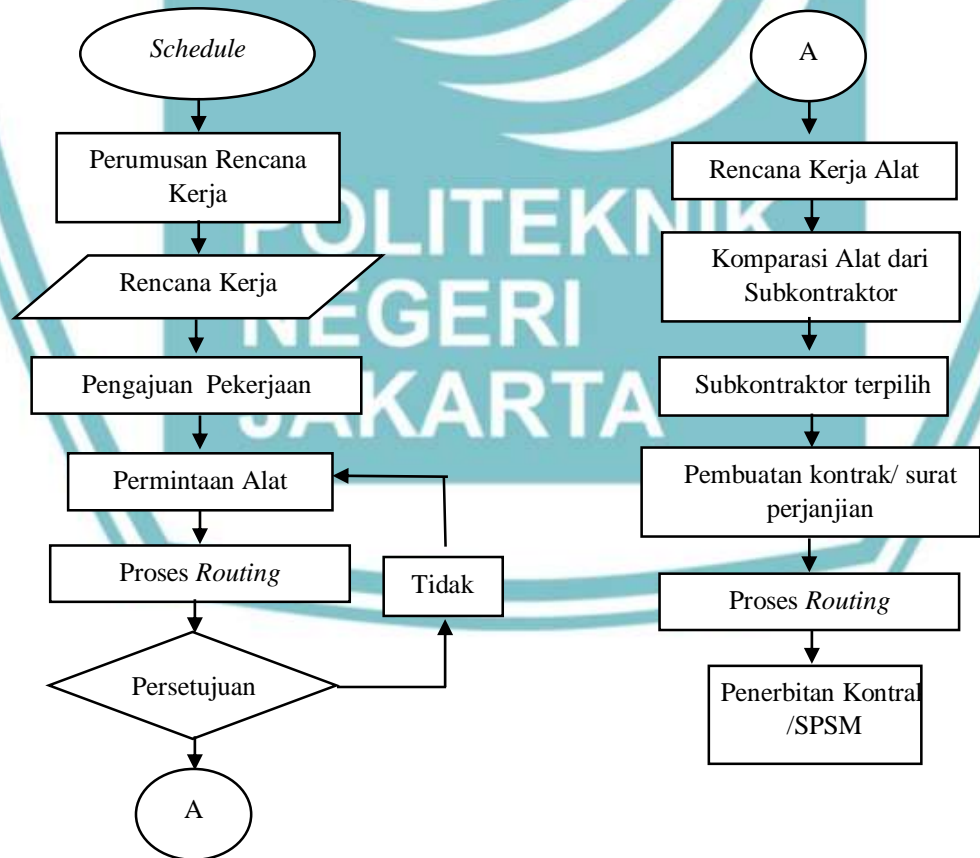 Schedule
Perumusan Rencana
Kerja
Rencana Kerja
Pengajuan Pekerjaan
Permintaan Alat
Proses Routing
Tidak
Persetujuan
A
A
Rencana Kerja Alat
Komparasi Alat dari
Subkontraktor
Subkontraktor terpilih
Pembuatan kontrak/ surat
perjanjian
Proses Routing
Penerbitan Kontrak
/SPSM
POLITEKNIK
NEGERI
JAKARTA